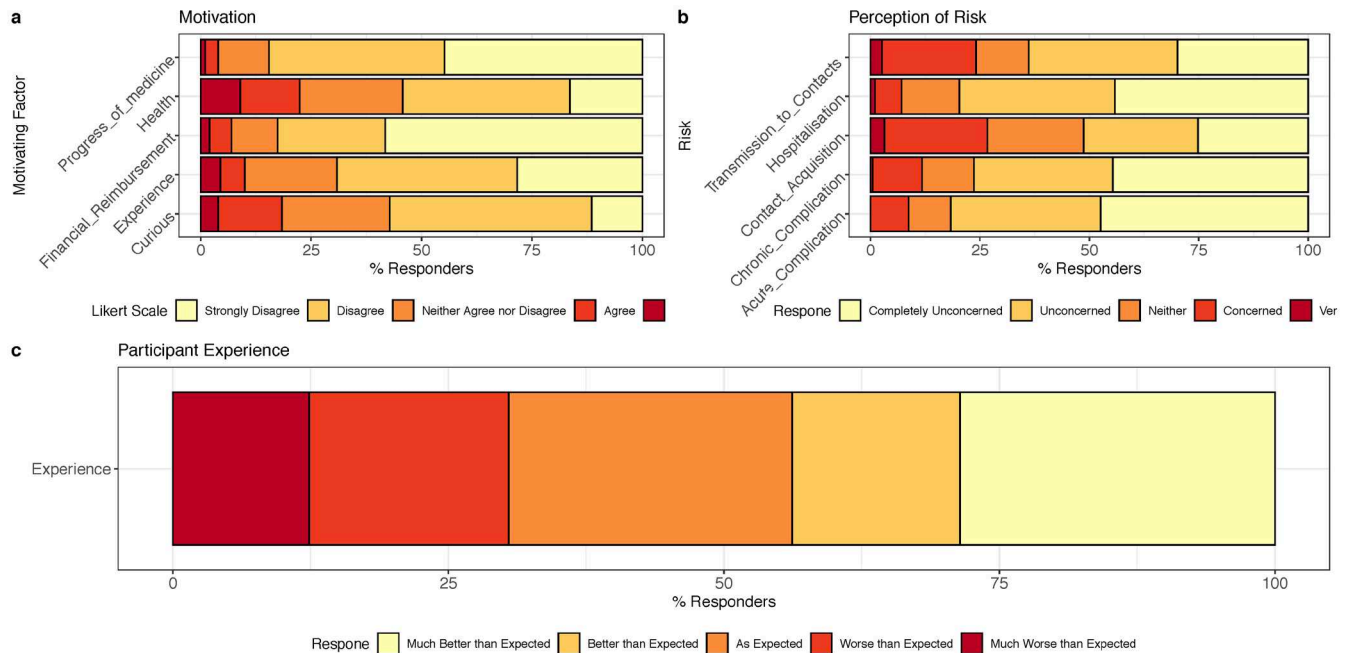 a
Motivation
Motivating Factor
Progress_of_medicine
Health
Financial_Reimbursement
Experience
Curious
0 25 50 75 100
% Responders
Likert Scale Strongly Disagree Disagree Neither Agree nor Disagree Agree
b
Perception of Risk
Risk
Transmission_to_Contacts
Hospitalisation
Contact_Acquisition
Chronic_Complication
Acute_Complication
0 25 50 75 100
% Responders
Respone Completely Unconcerned Unconcerned Neither Concerned Ver
c
Participant Experience
Experience
0 25 50 75 100
% Responders
Respone Much Better than Expected Better than Expected As Expected Worse than Expected Much Worse than Expected